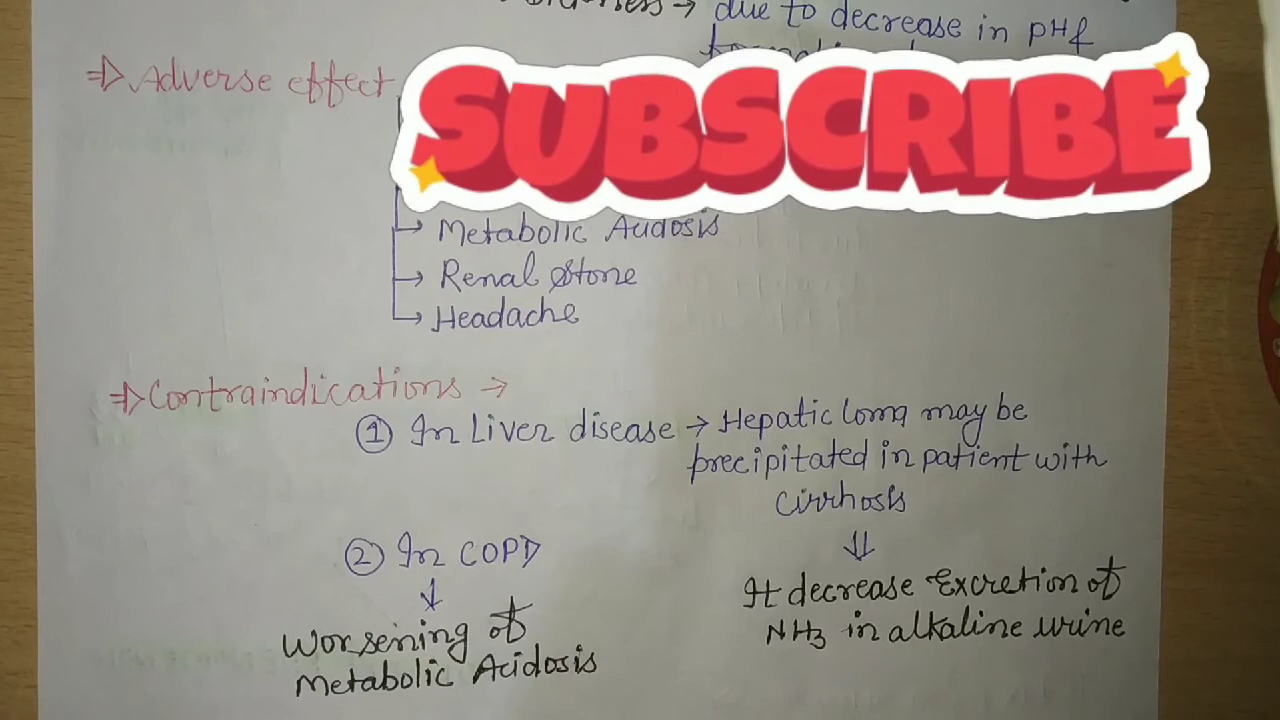 → due to decrease in pH of
⇒ Adverse effect
SUBSCRIBE
→ Metabolic Acidosis
→ Renal Stone
→ Headache
⇒ Contraindications →
① In Liver disease → Hepatic Coma may be
precipitated in patient with
cirrhosis
⇓
② In COPD
It decrease Excretion of
↓
NH3 in alkaline urine
Worsening of
Metabolic Acidosis